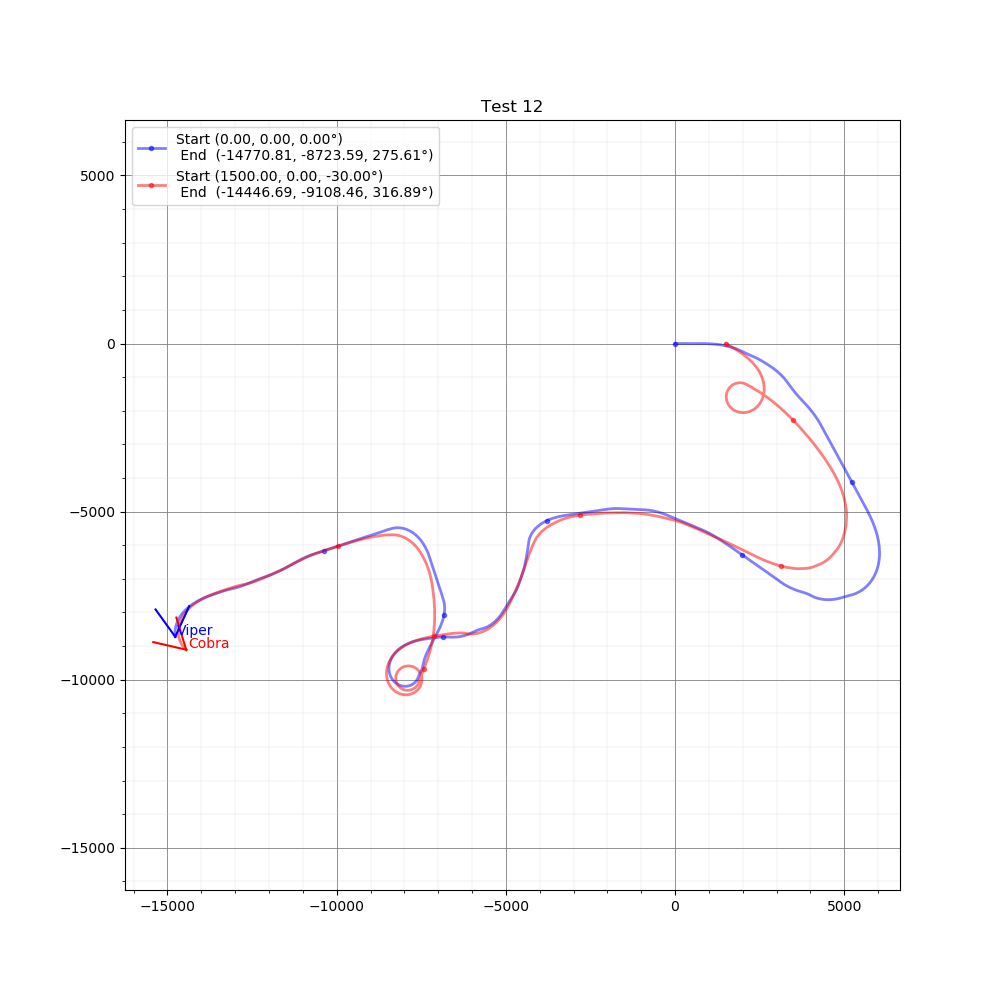 Test 12
Start (0.00, 0.00, 0.00°)
End (-14770.81, -8723.59, 275.61°)
Start (1500.00, 0.00, -30.00°)
End (-14446.69, -9108.46, 316.89°)
5000
0
−5000
−10000
−15000
Viper
Cobra
−15000 −10000 −5000 0 5000